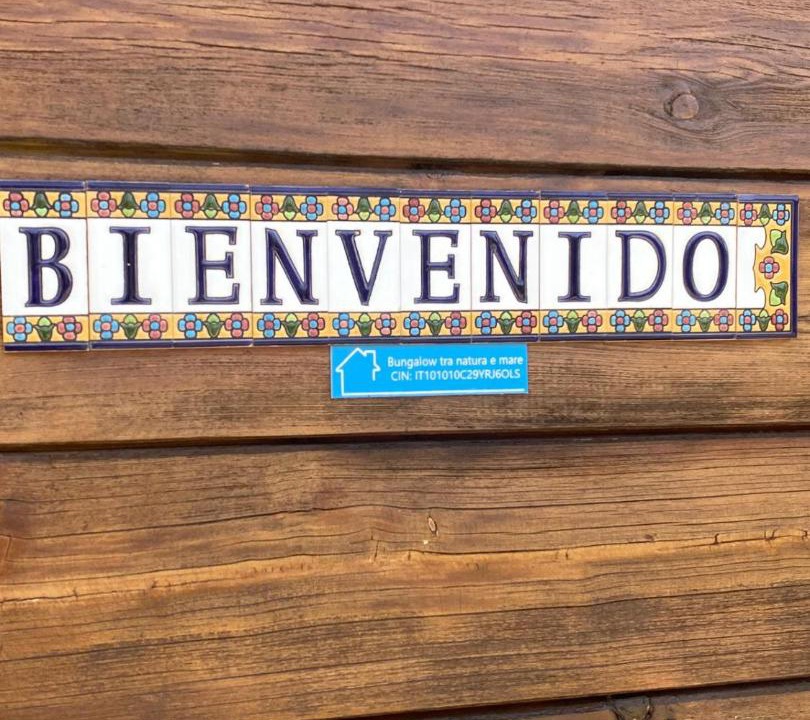 BIENVENIDO
Bungalow tra natura e mare
CIN: IT101010C29YRJ6OLS